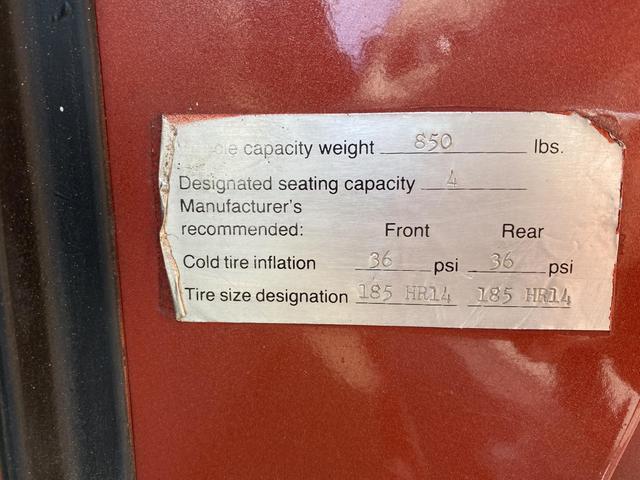 capacity weight 850 lbs.
Designated seating capacity 4
Manufacturer's
recommended: Front Rear
Cold tire inflation 36 psi 36 psi
Tire size designation 185 HR14 185 HR14